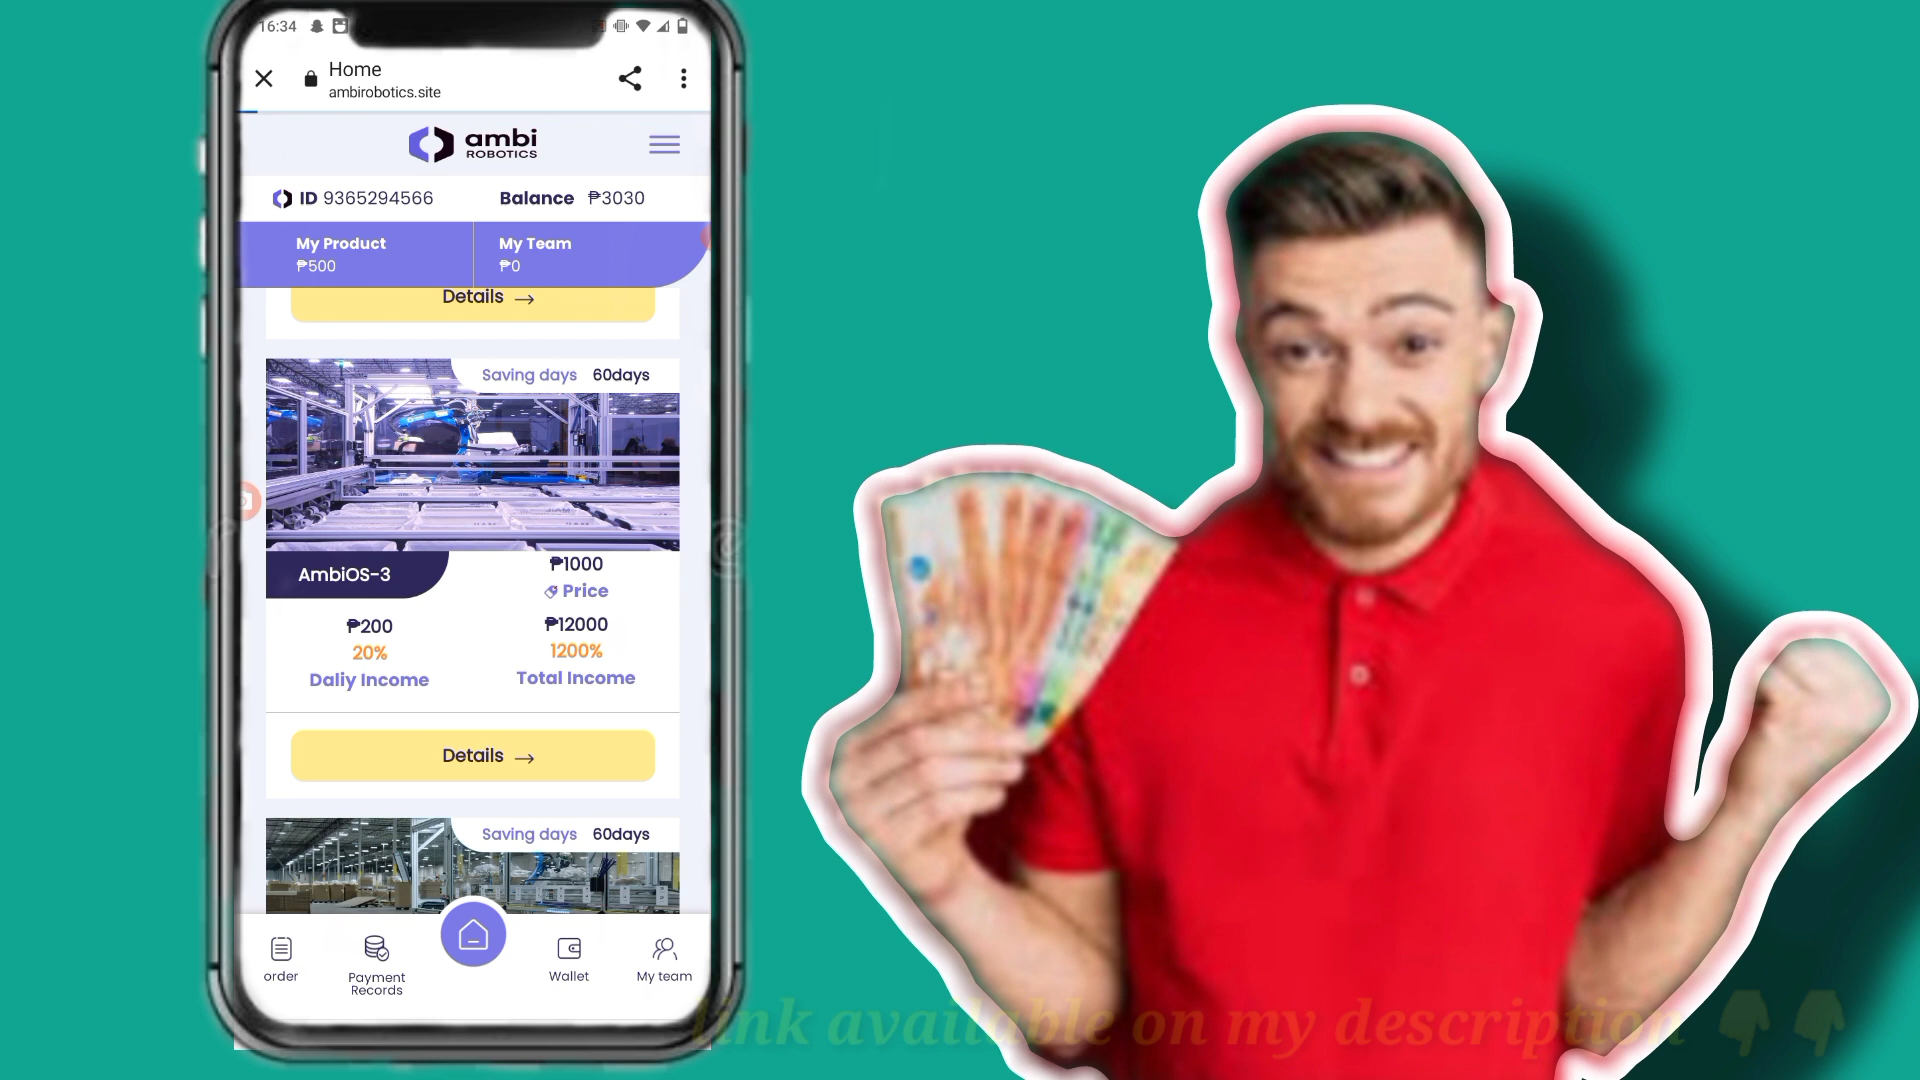 16:34
Home
ambirobotics.site
ambi
ROBOTICS
ID 9365294566
Balance ₱3030
My Product
₱500
My Team
₱0
Details →
Saving days 60days
AmbiOS-3
₱1000
Price
₱200
20%
Daliy Income
₱12000
1200%
Total Income
Details →
Saving days 60days
order
Payment
Records
Wallet
My team
link available on my description 👇👇